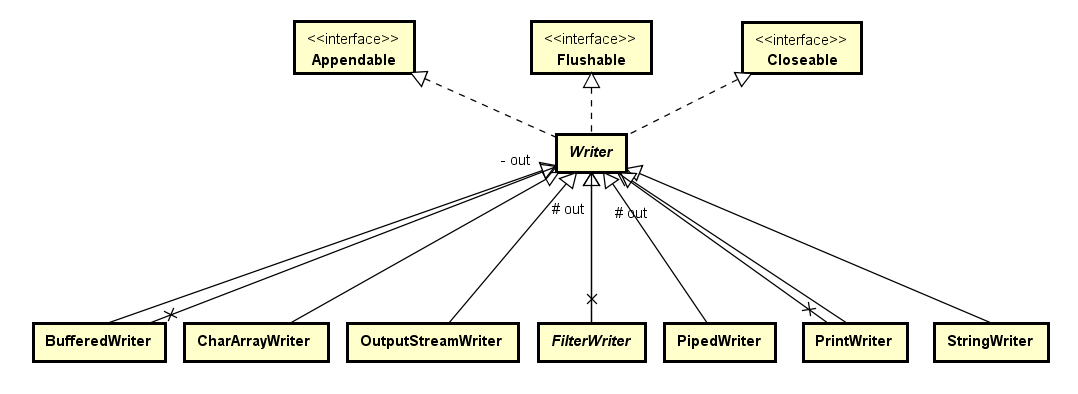 <<interface>>
Appendable
<<interface>>
Flushable
<<interface>>
Closeable
Writer
- out
# out
# out
BufferedWriter
CharArrayWriter
OutputStreamWriter
FilterWriter
PipedWriter
PrintWriter
StringWriter